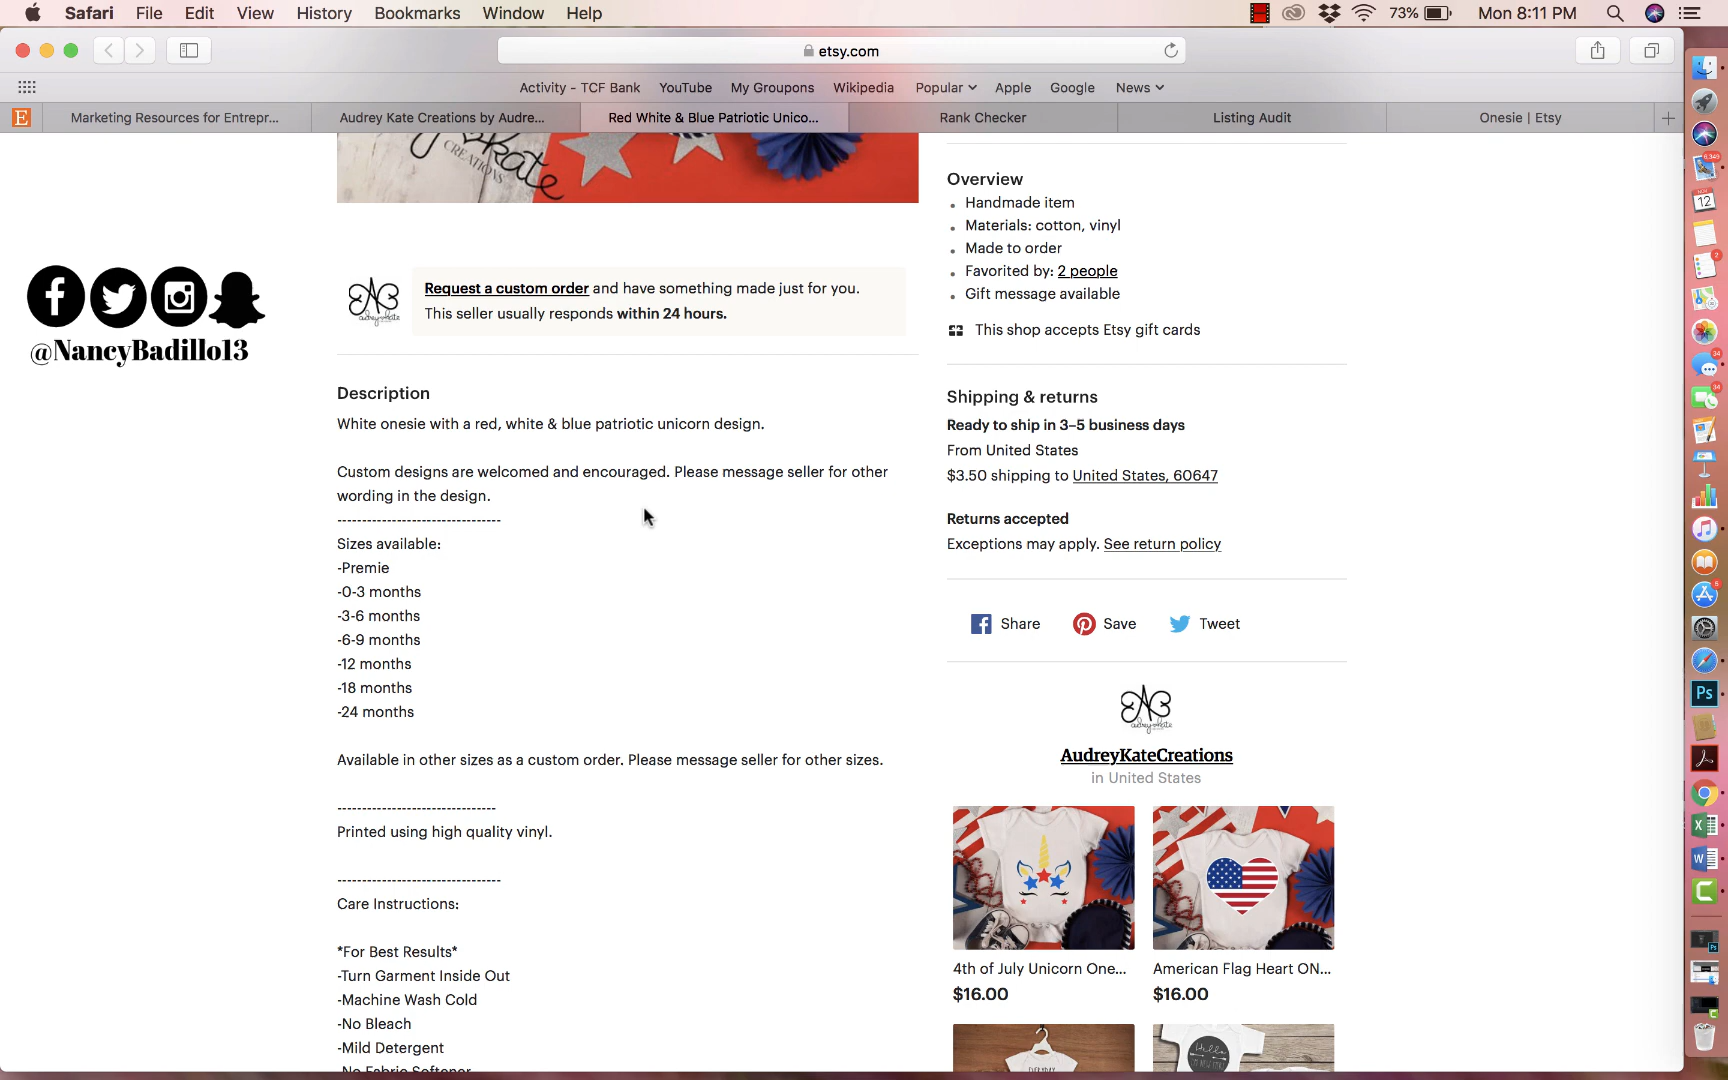 Safari File Edit View History Bookmarks Window Help 73% Mon 8:11 PM
etsy.com
Activity - TCF Bank YouTube My Groupons Wikipedia Popular Apple Google News
Marketing Resources for Entrepr... Audrey Kate Creations by Audre... Red White & Blue Patriotic Unico... Rank Checker Listing Audit Onesie | Etsy
CREATIONS
Request a custom order and have something made just for you.
This seller usually responds within 24 hours.
@NancyBadillo13
Description
White onesie with a red, white & blue patriotic unicorn design.
Custom designs are welcomed and encouraged. Please message seller for other
wording in the design.
---------------------------------
Sizes available:
-Premie
-0-3 months
-3-6 months
-6-9 months
-12 months
-18 months
-24 months
Available in other sizes as a custom order. Please message seller for other sizes.
--------------------------------
Printed using high quality vinyl.
---------------------------------
Care Instructions:
*For Best Results*
-Turn Garment Inside Out
-Machine Wash Cold
-No Bleach
-Mild Detergent
-No Fabric Softener
Overview
Handmade item
Materials: cotton, vinyl
Made to order
Favorited by: 2 people
Gift message available
This shop accepts Etsy gift cards
Shipping & returns
Ready to ship in 3–5 business days
From United States
$3.50 shipping to United States, 60647
Returns accepted
Exceptions may apply. See return policy
Share Save Tweet
AudreyKateCreations
in United States
4th of July Unicorn One... American Flag Heart ON...
$16.00 $16.00
Hello